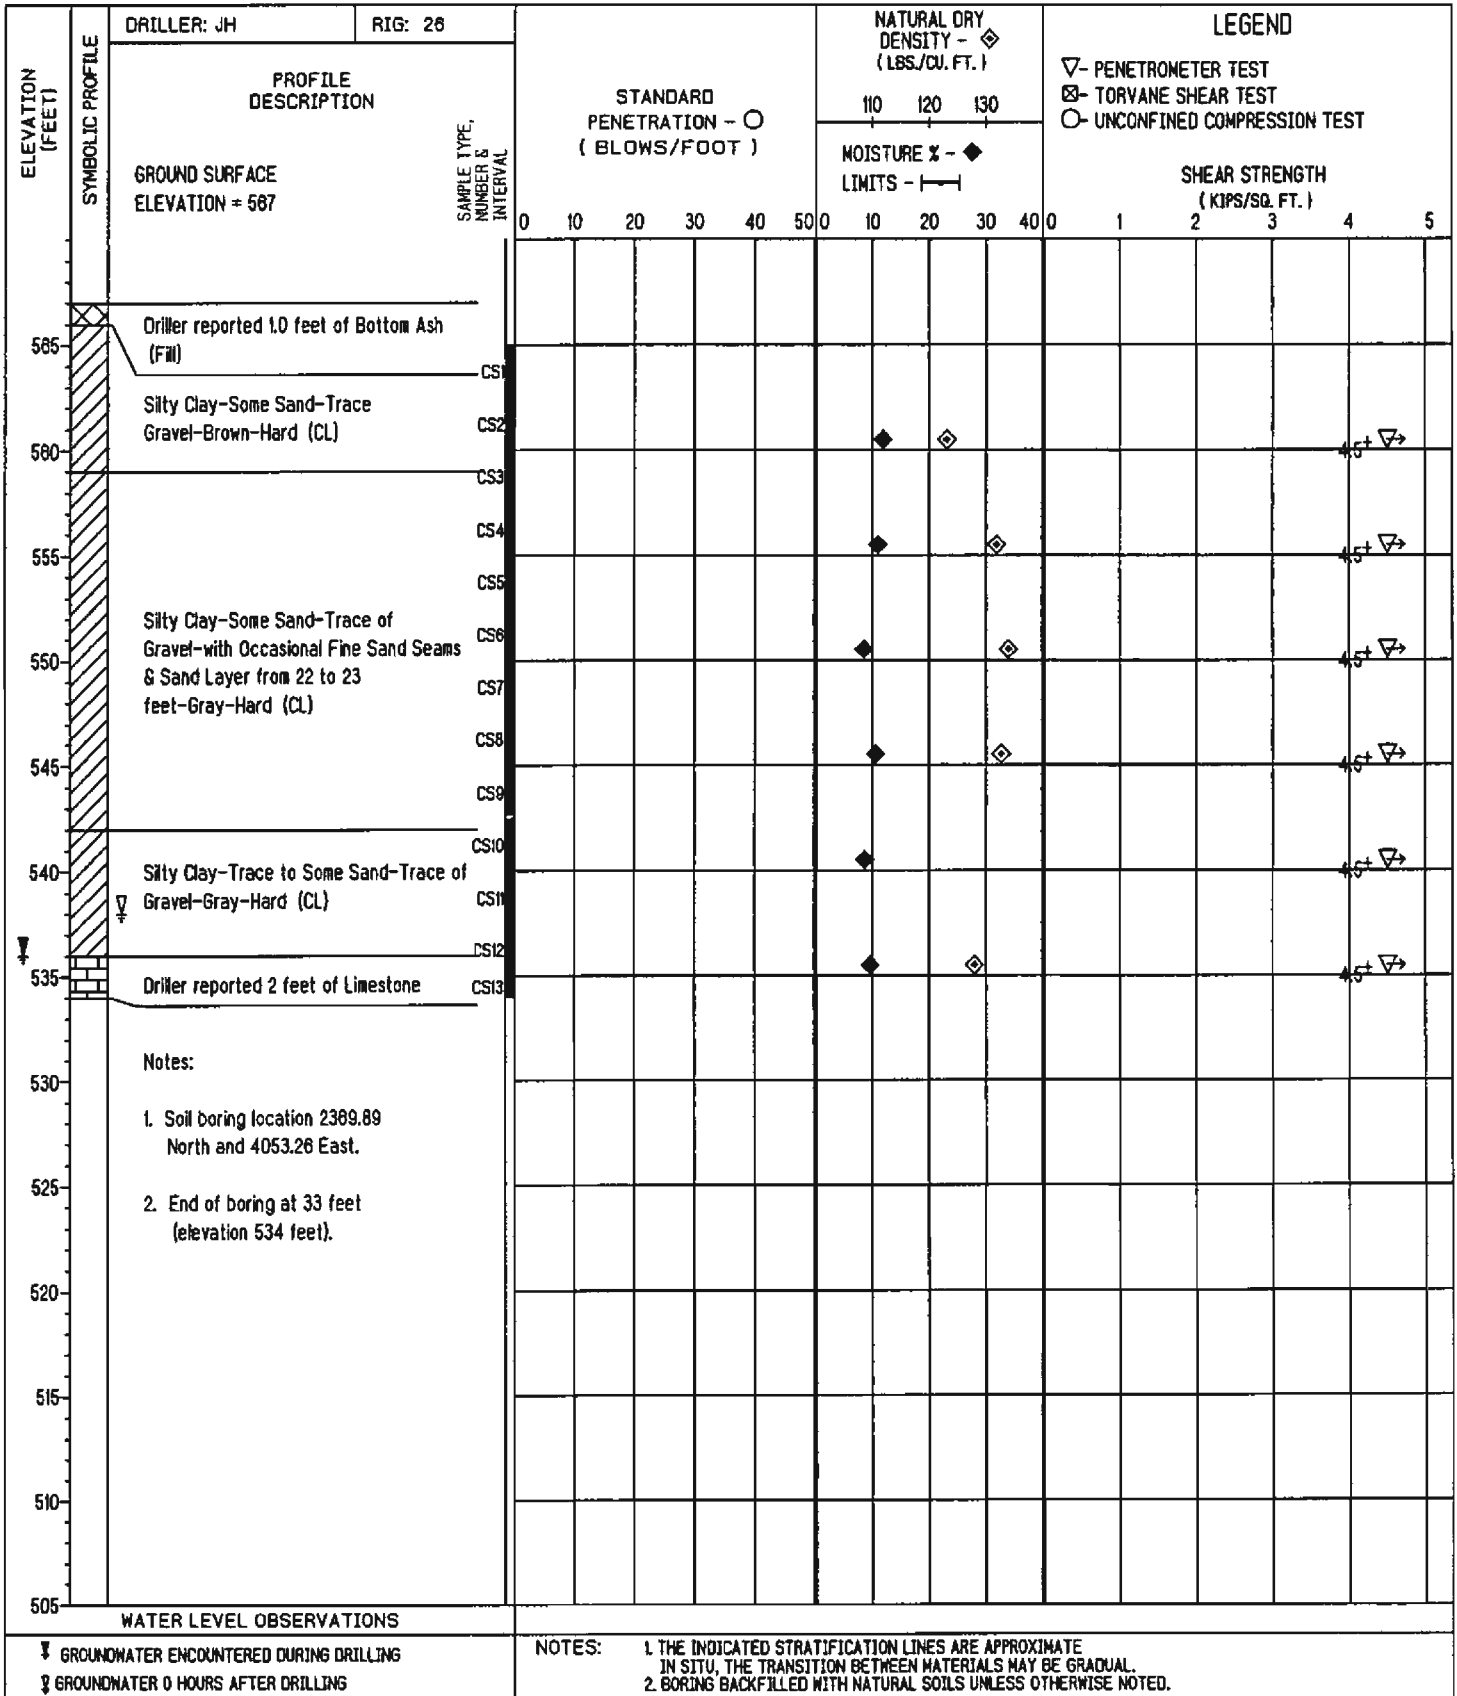 DRILLER: JH
RIG: 26
ELEVATION
(FEET)
SYMBOLIC PROFILE
PROFILE
DESCRIPTION
GROUND SURFACE
ELEVATION = 567
SAMPLE TYPE,
NUMBER &
INTERVAL
STANDARD
PENETRATION - O
( BLOWS/FOOT )
0 10 20 30 40 50
NATURAL DRY
DENSITY -
( LBS./CU. FT. )
110 120 130
MOISTURE % -
LIMITS -
0 10 20 30 40
LEGEND
PENETROMETER TEST
TORVANE SHEAR TEST
UNCONFINED COMPRESSION TEST
SHEAR STRENGTH
( KIPS/SQ. FT. )
0 1 2 3 4 5
Driller reported 1.0 feet of Bottom Ash
(Fill)
565
CS1
Silty Clay-Some Sand-Trace
Gravel-Brown-Hard (CL)
CS2
560
4.5+
CS3
CS4
555
4.5+
CS5
Silty Clay-Some Sand-Trace of
Gravel-with Occasional Fine Sand Seams
& Sand Layer from 22 to 23
feet-Gray-Hard (CL)
CS6
550
4.5+
CS7
CS8
545
4.5+
CS9
CS10
540
4.5+
Silty Clay-Trace to Some Sand-Trace of
Gravel-Gray-Hard (CL)
CS11
CS12
535
4.5+
Driller reported 2 feet of Limestone
CS13
Notes:
530
1. Soil boring location 2369.89
North and 4053.26 East.
525
2. End of boring at 33 feet
(elevation 534 feet).
520
515
510
505
WATER LEVEL OBSERVATIONS
GROUNDWATER ENCOUNTERED DURING DRILLING
GROUNDWATER 0 HOURS AFTER DRILLING
NOTES:
1. THE INDICATED STRATIFICATION LINES ARE APPROXIMATE
IN SITU, THE TRANSITION BETWEEN MATERIALS MAY BE GRADUAL.
2. BORING BACKFILLED WITH NATURAL SOILS UNLESS OTHERWISE NOTED.